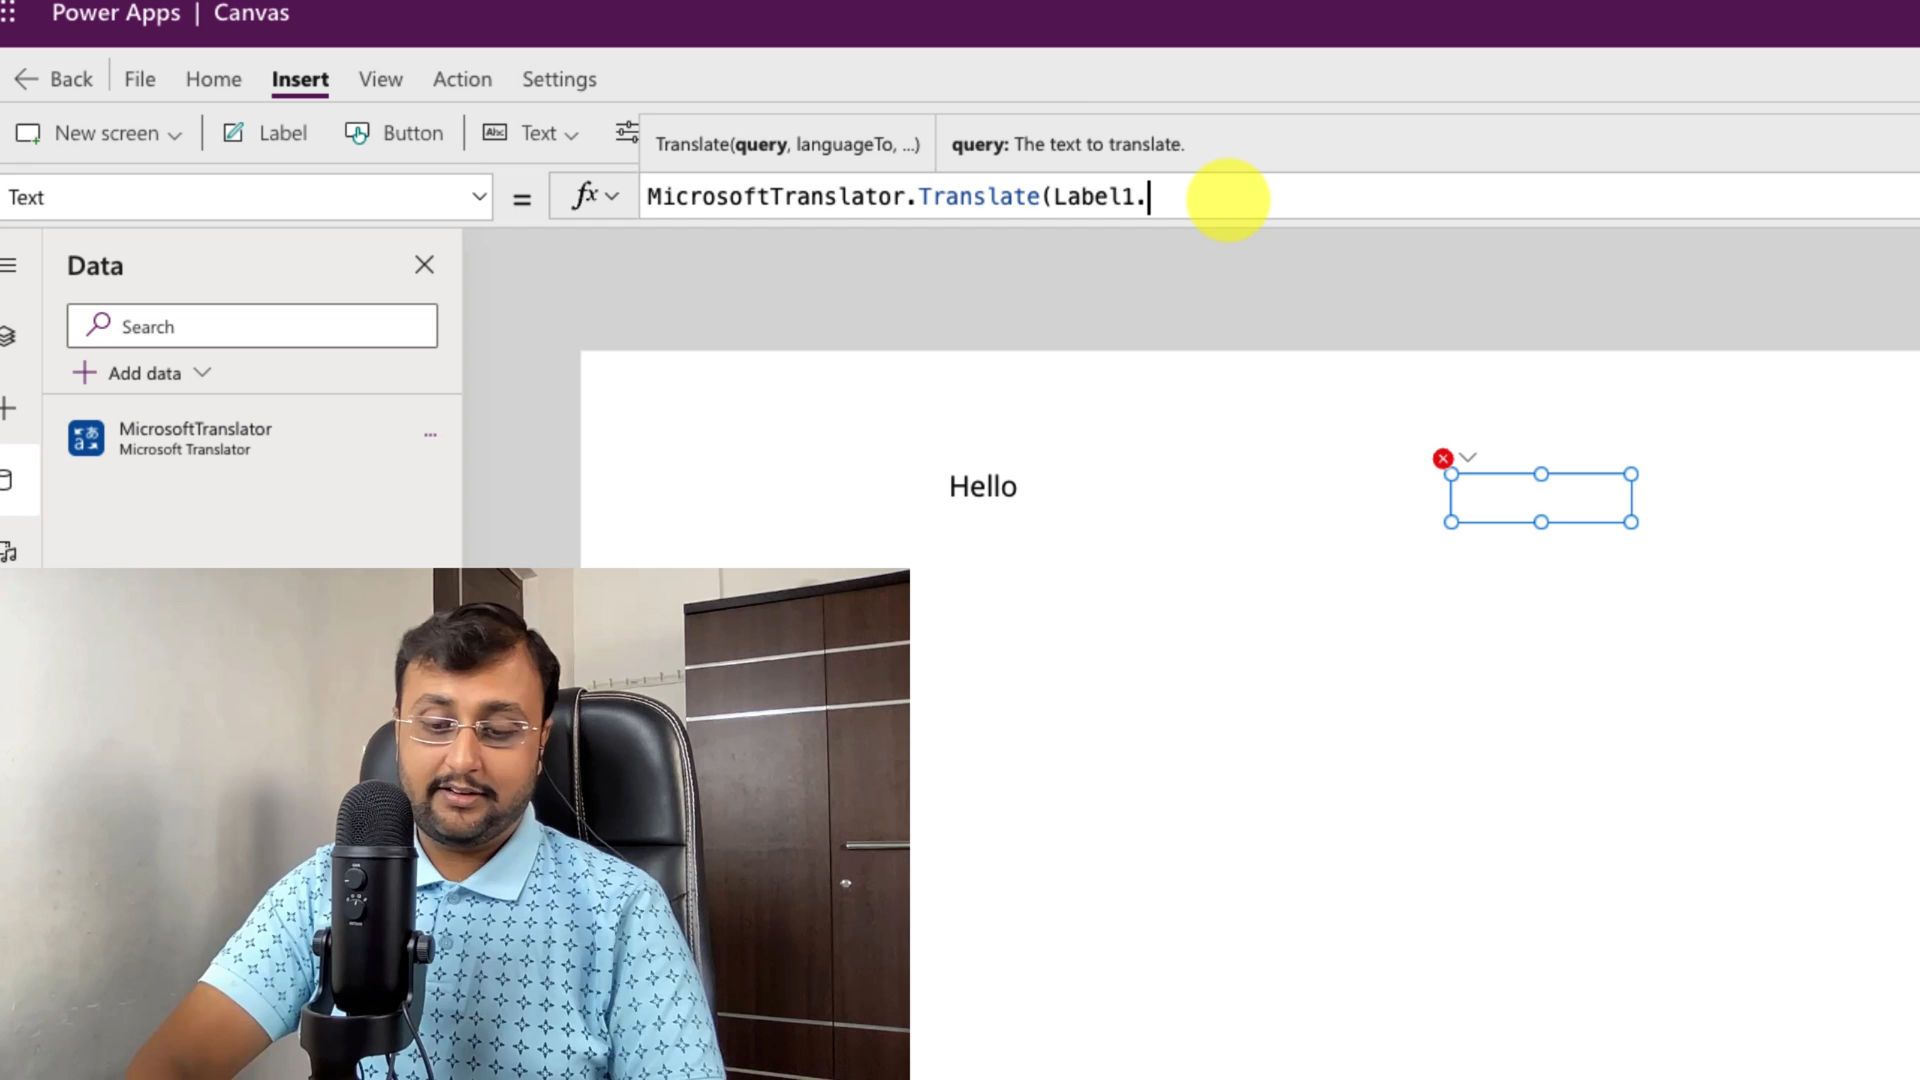 Power Apps | Canvas
Back File Home Insert View Action Settings
New screen Label Button Abc Text
Translate(query, languageTo, ...) query: The text to translate.
Text = fx MicrosoftTranslator.Translate(Label1.
Data
Search
Add data
MicrosoftTranslator
Microsoft Translator
Hello